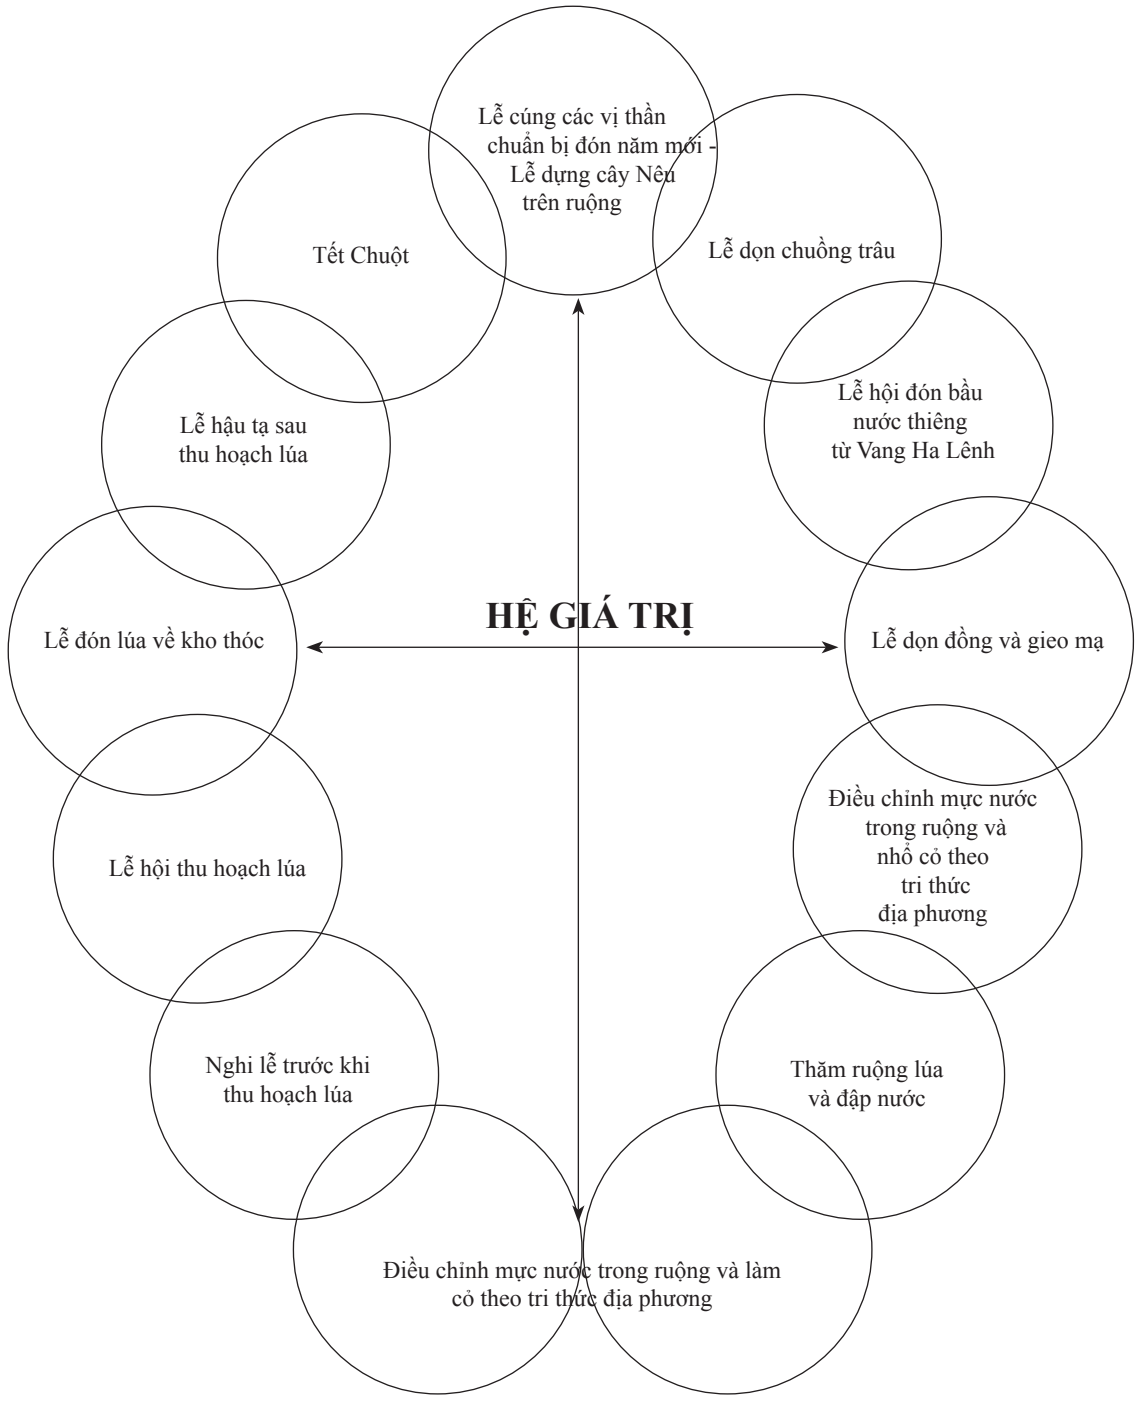 Lễ cúng các vị thần
chuẩn bị đón năm mới -
Lễ dựng cây Nêu
trên ruộng
Lễ dọn chuồng trâu
Tết Chuột
Lễ hội đón bầu
nước thiêng
từ Vang Ha Lênh
Lễ hậu tạ sau
thu hoạch lúa
HỆ GIÁ TRỊ
Lễ đón lúa về kho thóc
Lễ dọn đồng và gieo mạ
Điều chỉnh mực nước
trong ruộng và
nhổ cỏ theo
tri thức
địa phương
Lễ hội thu hoạch lúa
Nghi lễ trước khi
thu hoạch lúa
Thăm ruộng lúa
và đập nước
Điều chỉnh mực nước trong ruộng và làm
cỏ theo tri thức địa phương